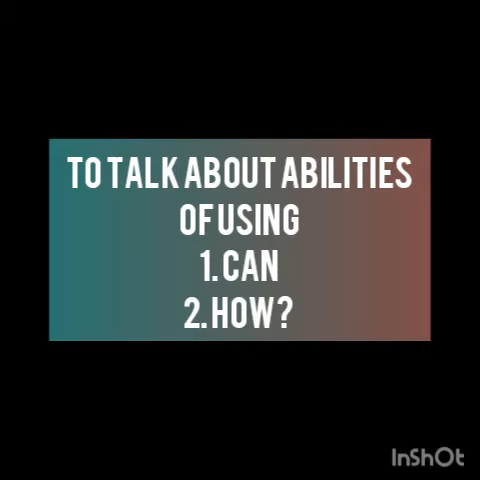 TO TALK ABOUT ABILITIES
OF USING
1. CAN
2. HOW?
InShOt